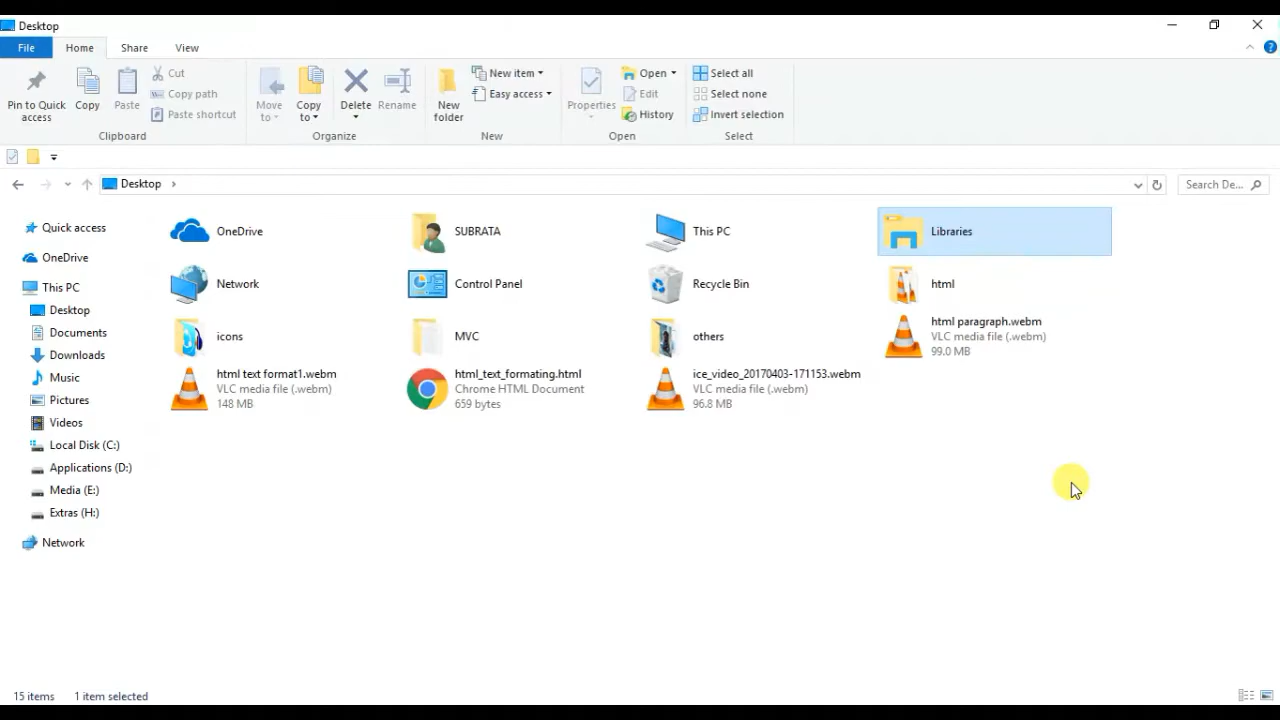 Desktop
File
Home
Share
View
Pin to Quick
access
Copy
Paste
Cut
Copy path
Paste shortcut
Clipboard
Move
to
Copy
to
Delete
Rename
Organize
New
folder
New item
Easy access
New
Properties
Open
Edit
History
Open
Select all
Select none
Invert selection
Select
Desktop
Search De...
Quick access
OneDrive
This PC
Desktop
Documents
Downloads
Music
Pictures
Videos
Local Disk (C:)
Applications (D:)
Media (E:)
Extras (H:)
Network
OneDrive
SUBRATA
This PC
Libraries
Network
Control Panel
Recycle Bin
html
icons
MVC
others
html paragraph.webm
VLC media file (.webm)
99.0 MB
html text format1.webm
VLC media file (.webm)
148 MB
html_text_formating.html
Chrome HTML Document
659 bytes
ice_video_20170403-171153.webm
VLC media file (.webm)
96.8 MB
15 items
1 item selected